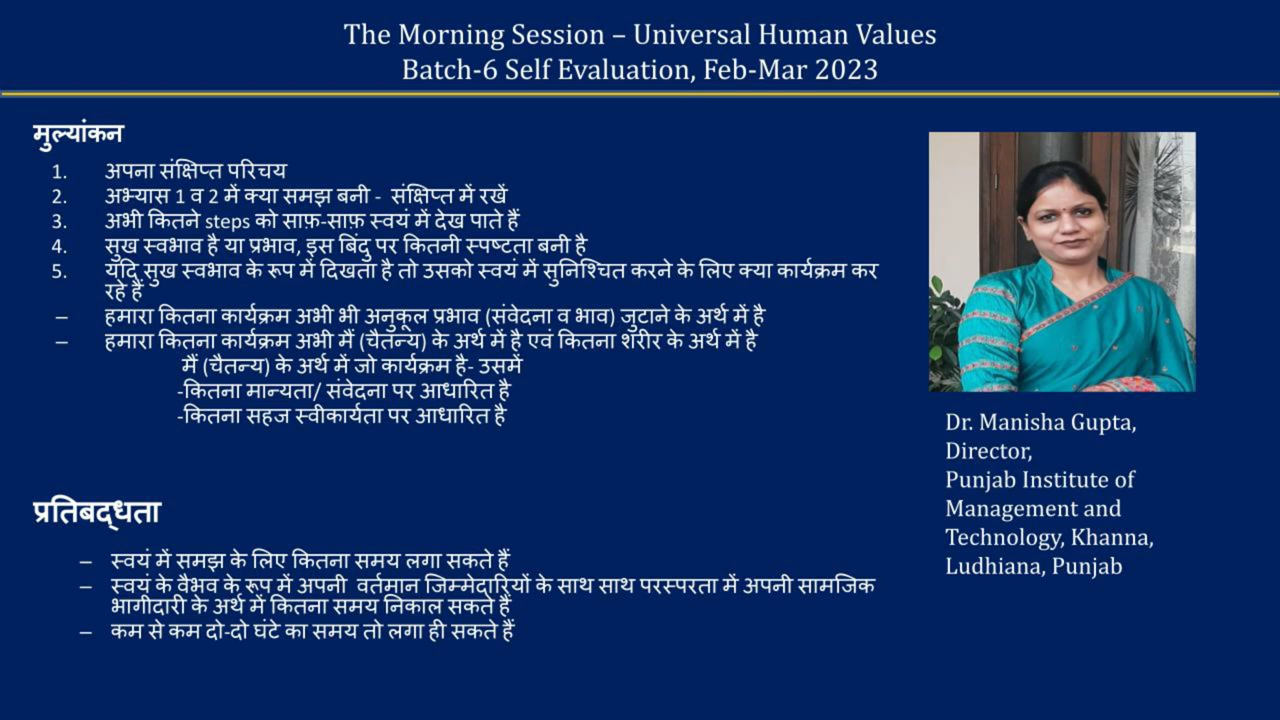 The Morning Session – Universal Human Values
Batch-6 Self Evaluation, Feb-Mar 2023
मुल्यांकन
1. अपना संक्षिप्त परिचय
2. अभ्यास 1 व 2 में क्या समझ बनी - संक्षिप्त में रखें
3. अभी कितने steps को साफ़-साफ़ स्वयं में देख पाते हैं
4. सुख स्वभाव है या प्रभाव, इस बिंदु पर कितनी स्पष्टता बनी है
5. यदि सुख स्वभाव के रूप में दिखता है तो उसको स्वयं में सुनिश्चित करने के लिए क्या कार्यक्रम कर
रहे हैं
– हमारा कितना कार्यक्रम अभी भी अनुकूल प्रभाव (संवेदना व भाव) जुटाने के अर्थ में है
– हमारा कितना कार्यक्रम अभी मैं (चैतन्य) के अर्थ में है एवं कितना शरीर के अर्थ में है
मैं (चैतन्य) के अर्थ में जो कार्यक्रम है- उसमें
-कितना मान्यता/ संवेदना पर आधारित है
-कितना सहज स्वीकार्यता पर आधारित है
प्रतिबद्धता
– स्वयं में समझ के लिए कितना समय लगा सकते हैं
– स्वयं के वैभव के रूप में अपनी वर्तमान जिम्मेदारियों के साथ साथ परस्परता में अपनी सामजिक
भागीदारी के अर्थ में कितना समय निकाल सकते हैं
– कम से कम दो-दो घंटे का समय तो लगा ही सकते हैं
Dr. Manisha Gupta,
Director,
Punjab Institute of
Management and
Technology, Khanna,
Ludhiana, Punjab